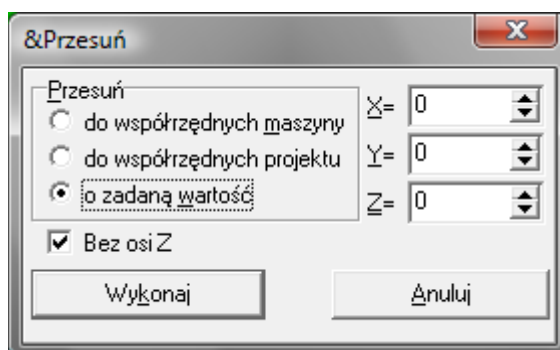 &Przesuń
Przesuń
do współrzędnych maszyny
do współrzędnych projektu
o zadaną wartość
X= 0
Y= 0
Z= 0
Bez osi Z
Wykonaj
Anuluj